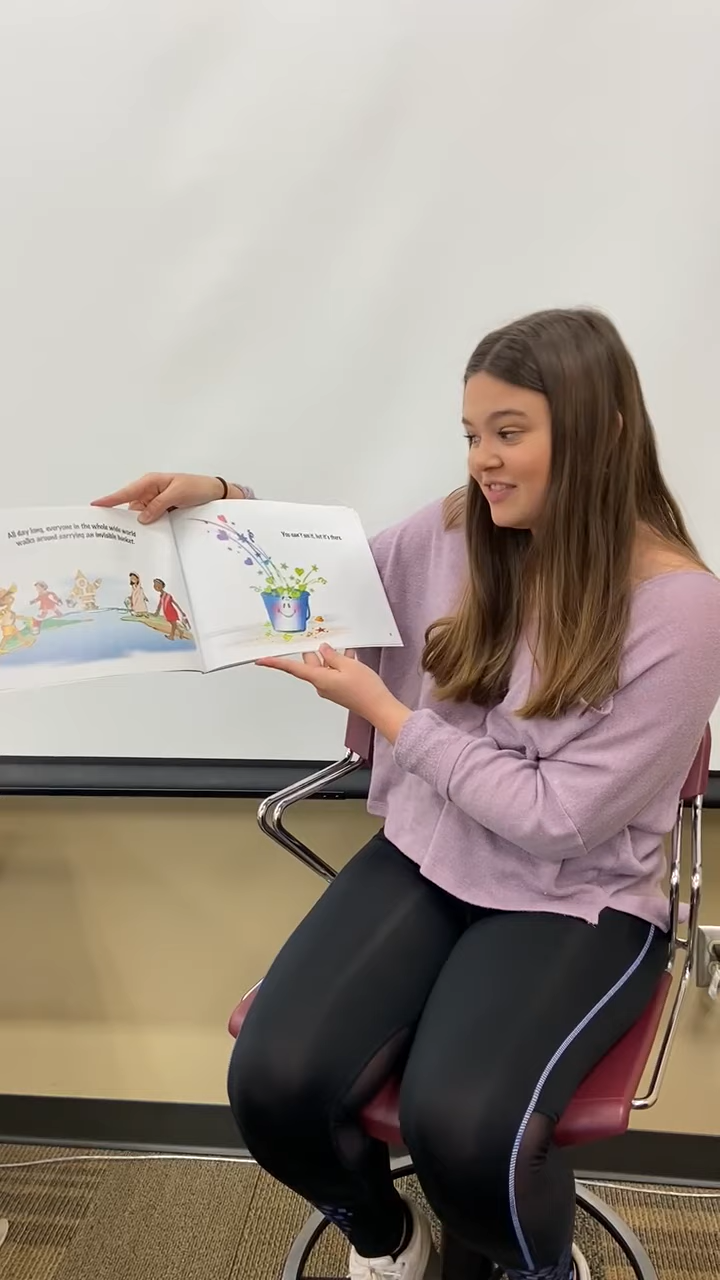 All day long, everyone in the whole wide world
walks around carrying an invisible bucket.
You can't see it, but it's there.